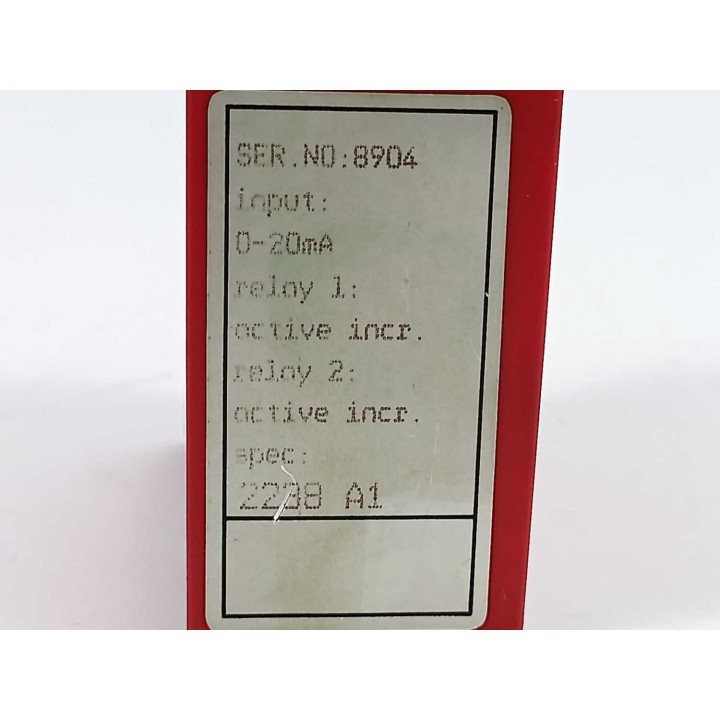 SER.NO:8904
input:
0-20mA
relay 1:
active incr.
relay 2:
active incr.
spec:
2238 A1